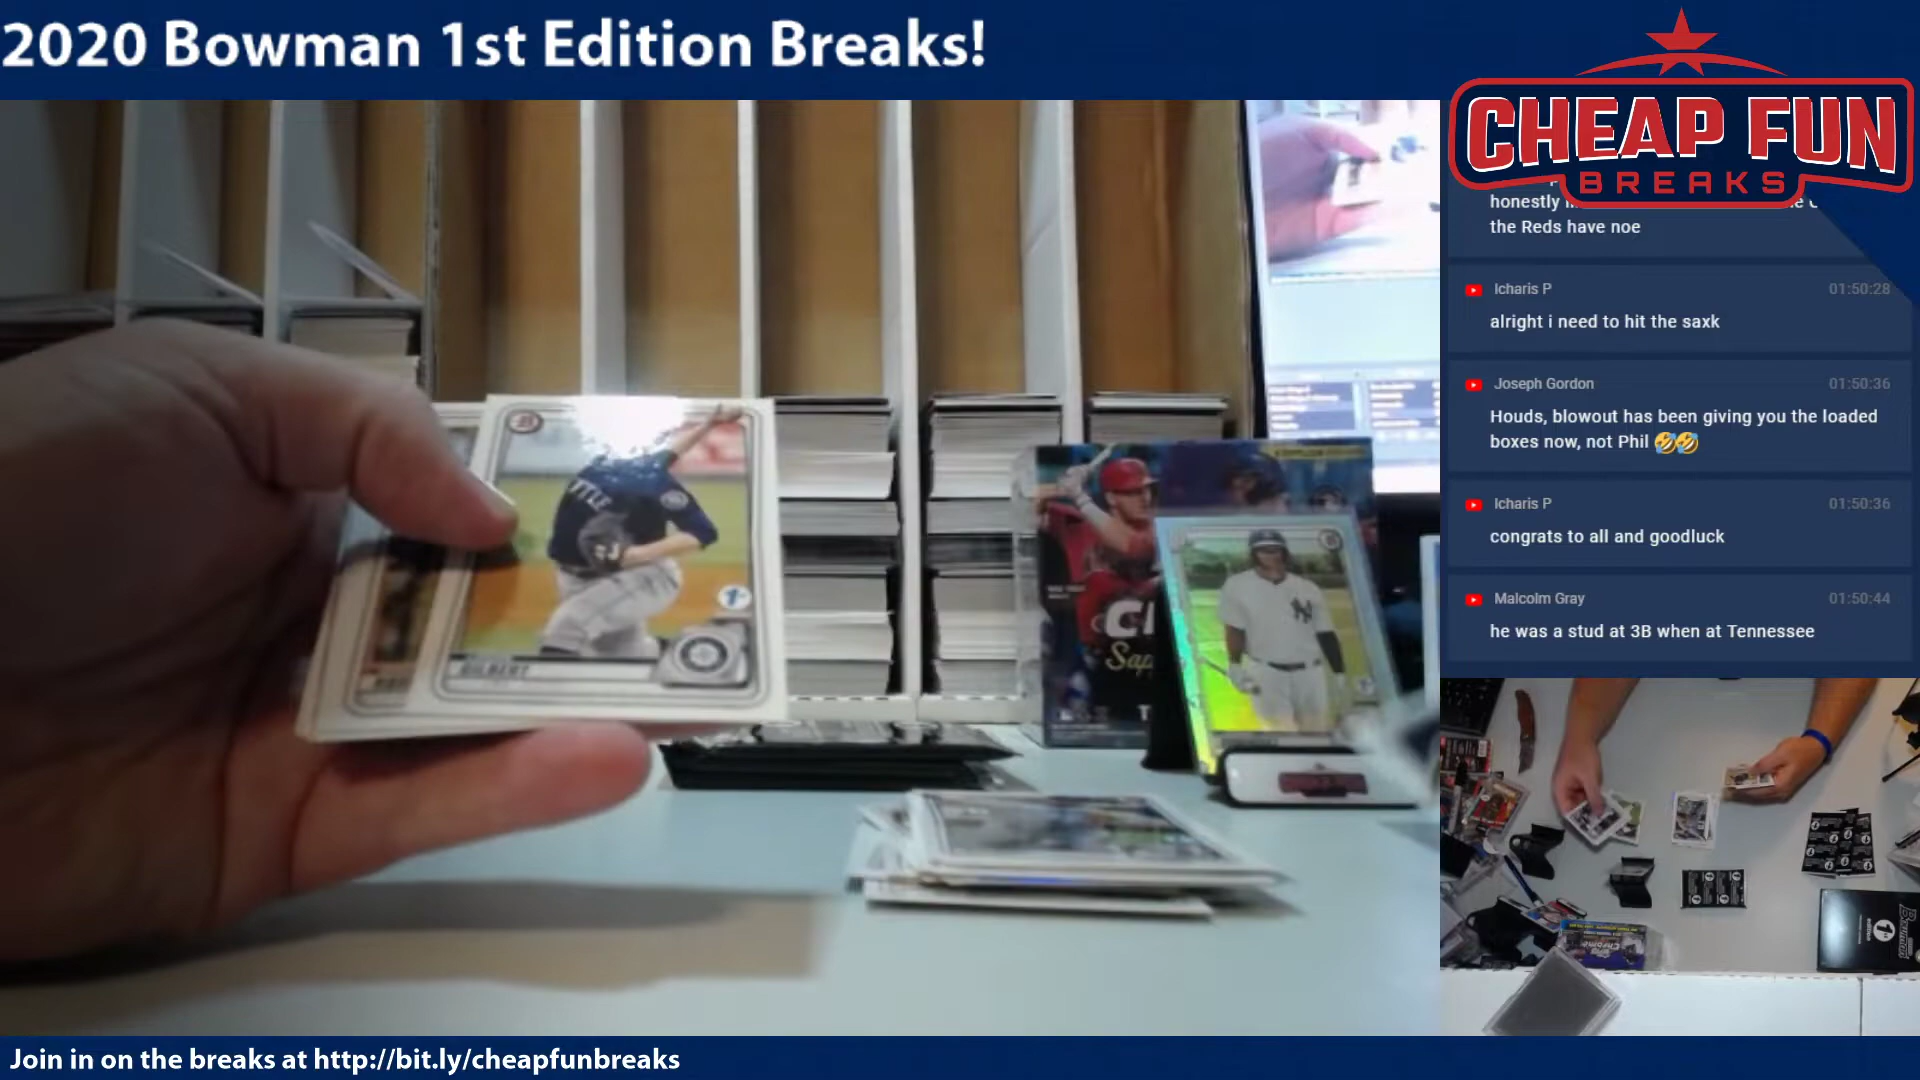 2020 Bowman 1st Edition Breaks!
CHEAP FUN
BREAKS
honestly
the Reds have noe
Icharis P 01:50:28
alright i need to hit the saxk
Joseph Gordon 01:50:36
Houds, blowout has been giving you the loaded
boxes now, not Phil 🤣🤣
Icharis P 01:50:36
congrats to all and goodluck
Malcolm Gray 01:50:44
he was a stud at 3B when at Tennessee
GILBERT
1st
Join in on the breaks at http://bit.ly/cheapfunbreaks